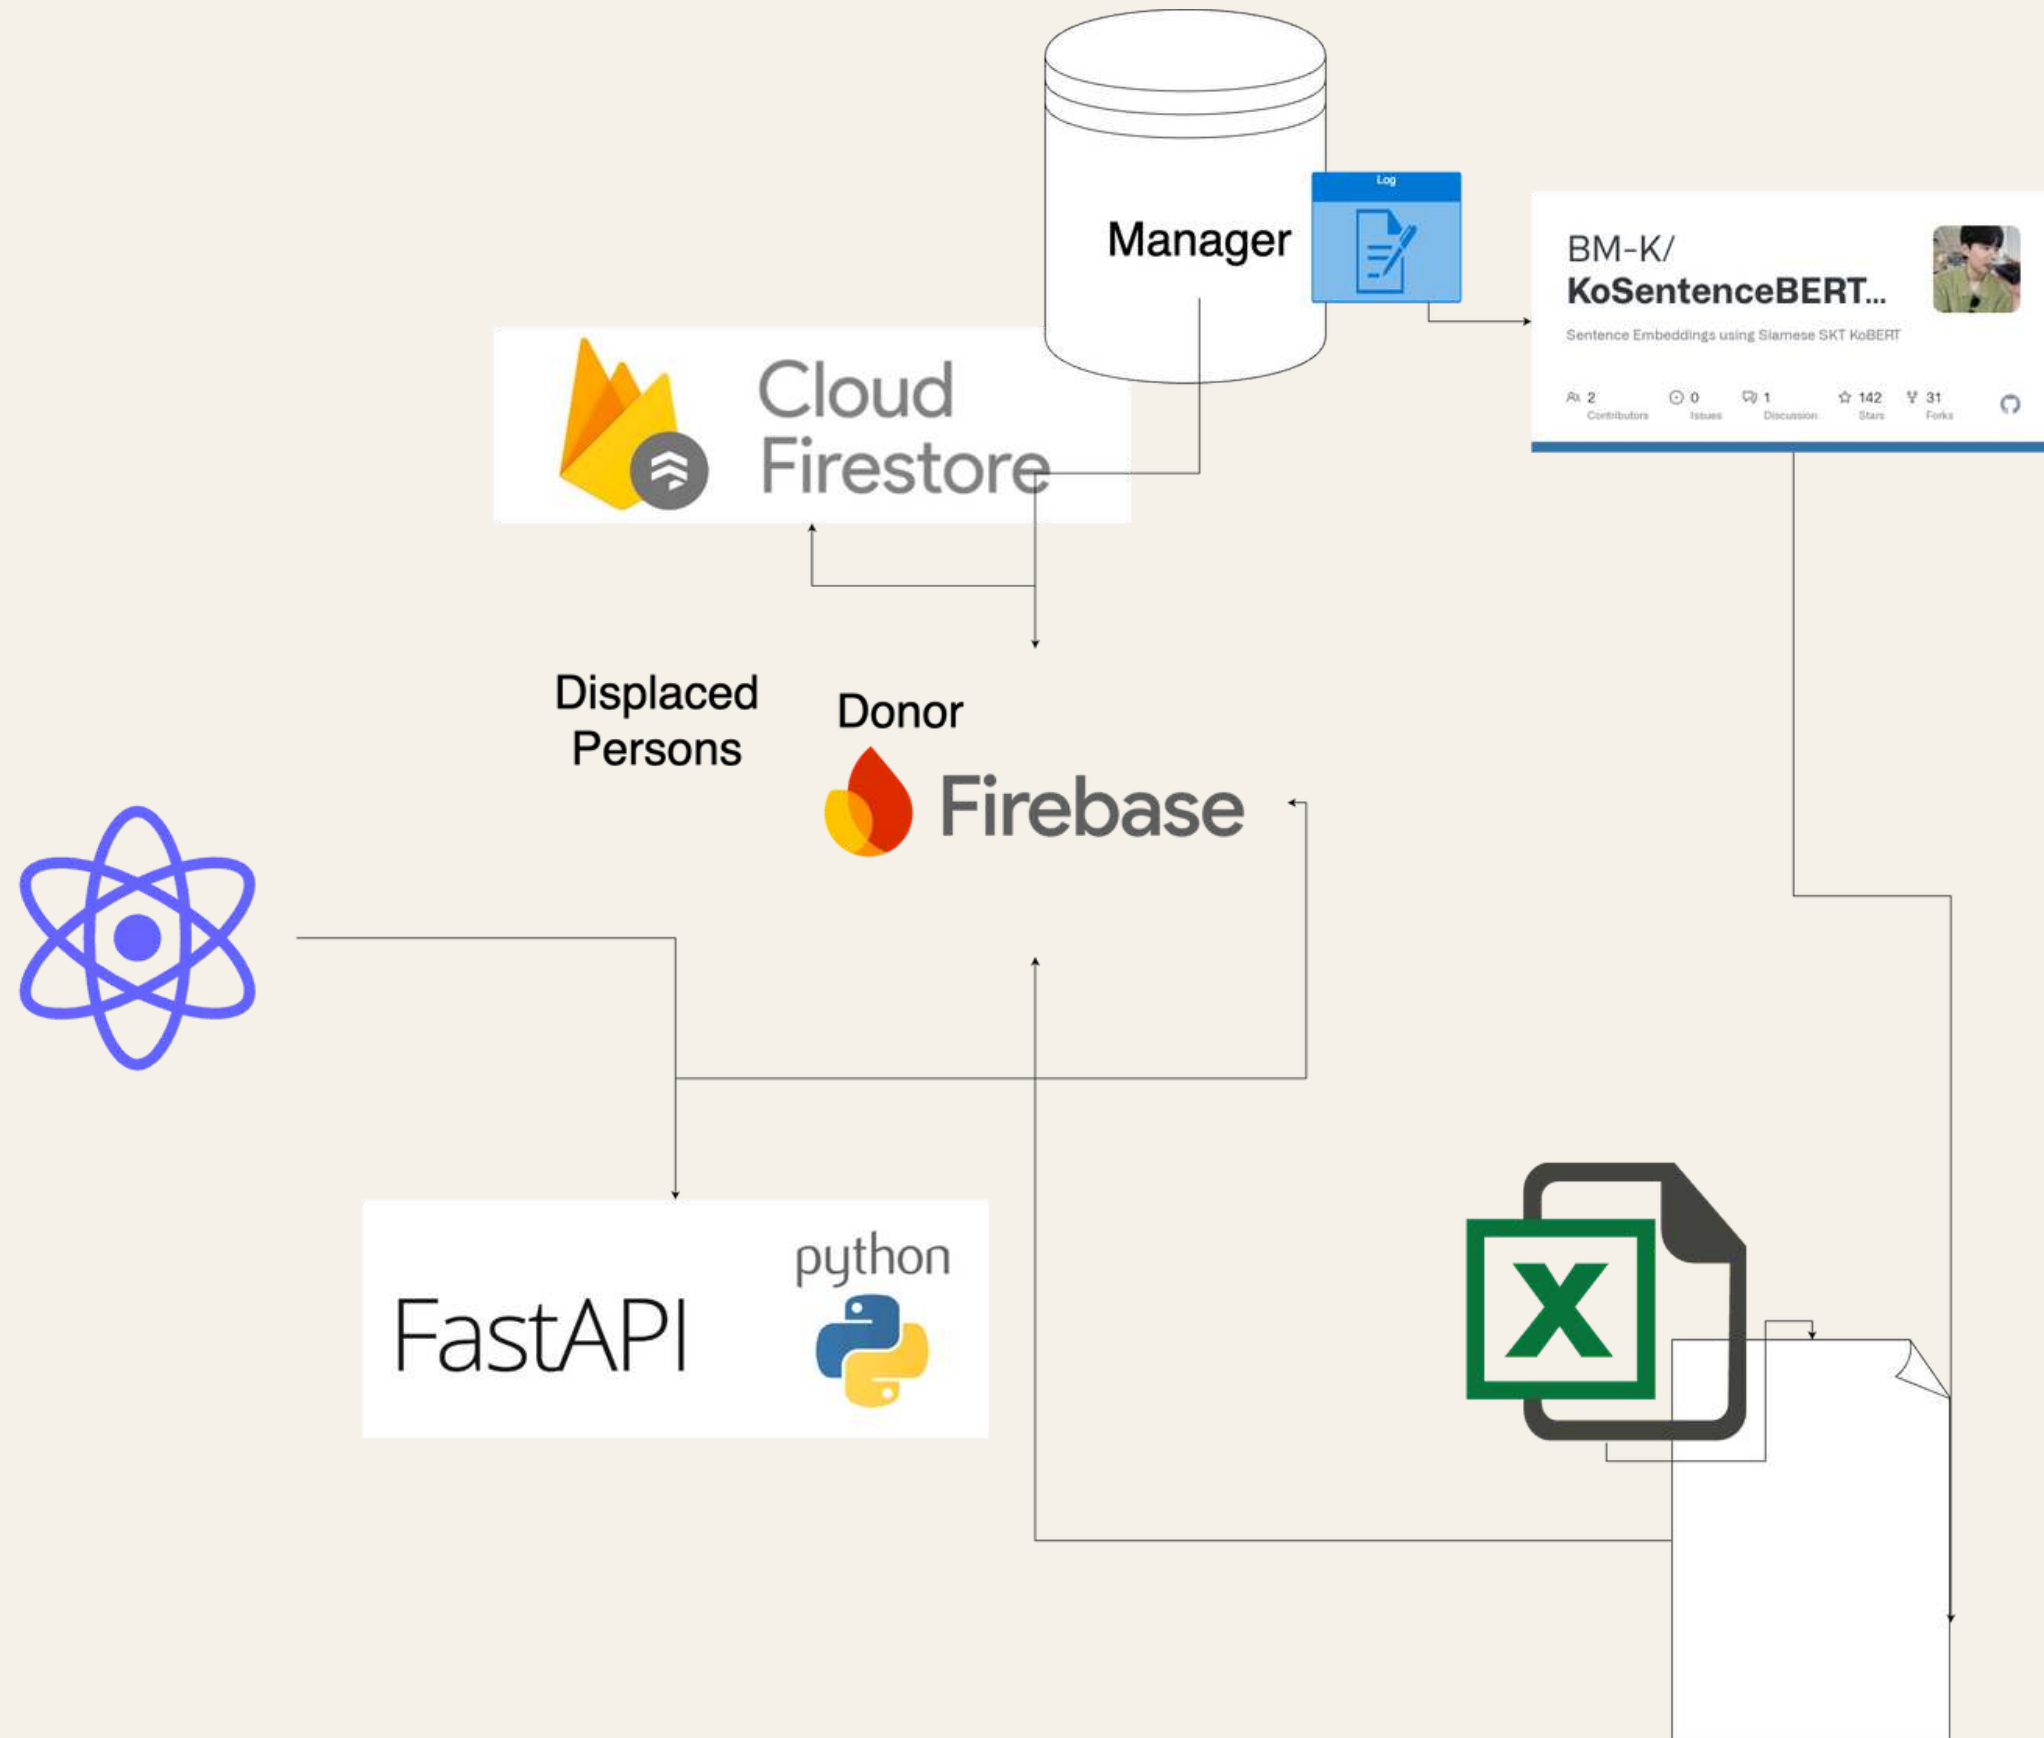 Log
Manager
BM-K/
KoSentenceBERT...
Sentence Embeddings using Siamese SKT KoBERT
2 Contributors
0 Issues
1 Discussion
142 Stars
31 Forks
Cloud
Firestore
Displaced
Persons
Donor
Firebase
python
FastAPI
X